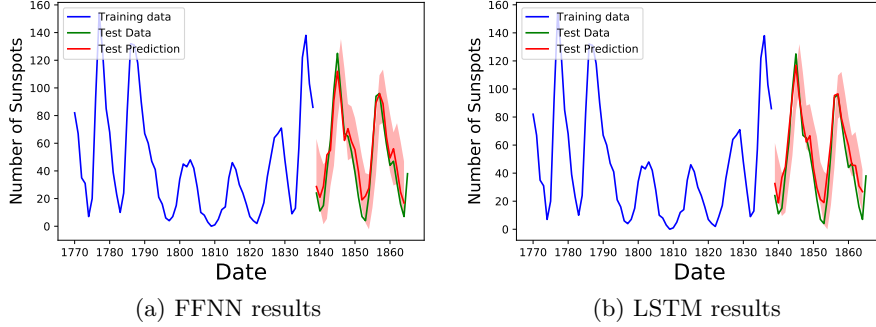 160
140
120
100
80
60
40
20
0
Number of Sunspots
Training data
Test Data
Test Prediction
1770 1780 1790 1800 1810 1820 1830 1840 1850 1860
Date
(a) FFNN results
160
140
120
100
80
60
40
20
0
Number of Sunspots
Training data
Test Data
Test Prediction
1770 1780 1790 1800 1810 1820 1830 1840 1850 1860
Date
(b) LSTM results